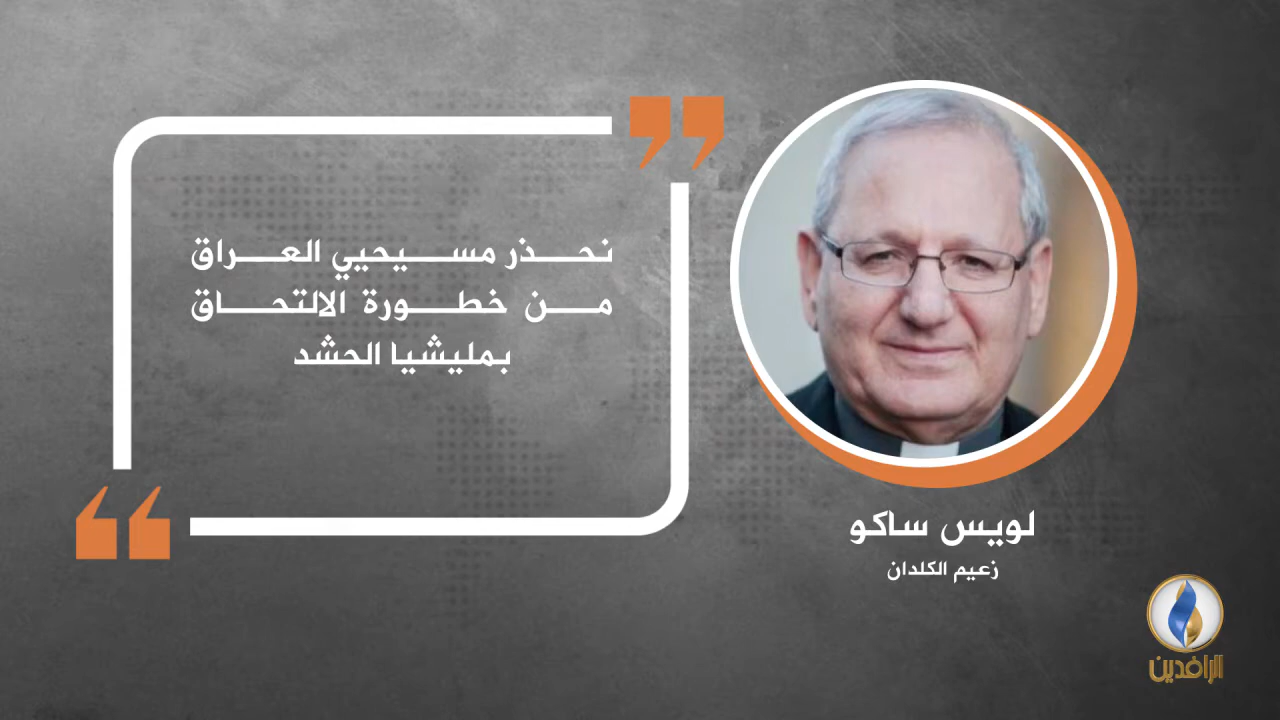 نحذر مسيحيي العراق
من خطورة الالتحاق
بمليشيا الحشد
لويس ساكو
زعيم الكلدان
الرافدين